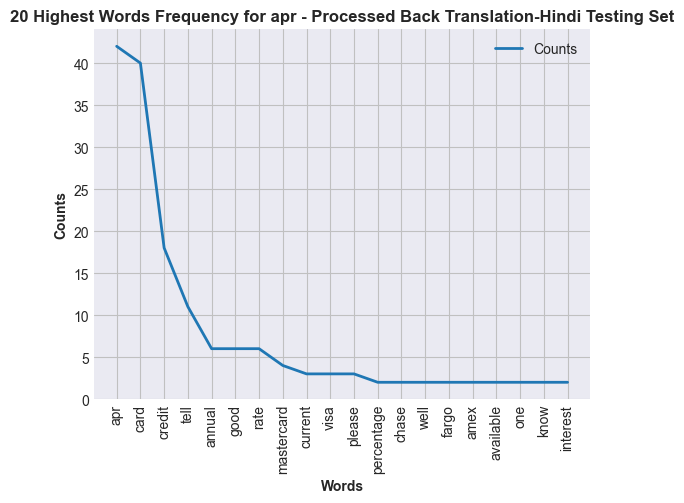 20 Highest Words Frequency for apr - Processed Back Translation-Hindi Testing Set
Counts
40
35
30
25
20
15
10
5
0
Counts
apr
card
credit
tell
annual
good
rate
mastercard
current
visa
please
percentage
chase
well
fargo
amex
available
one
know
interest
Words